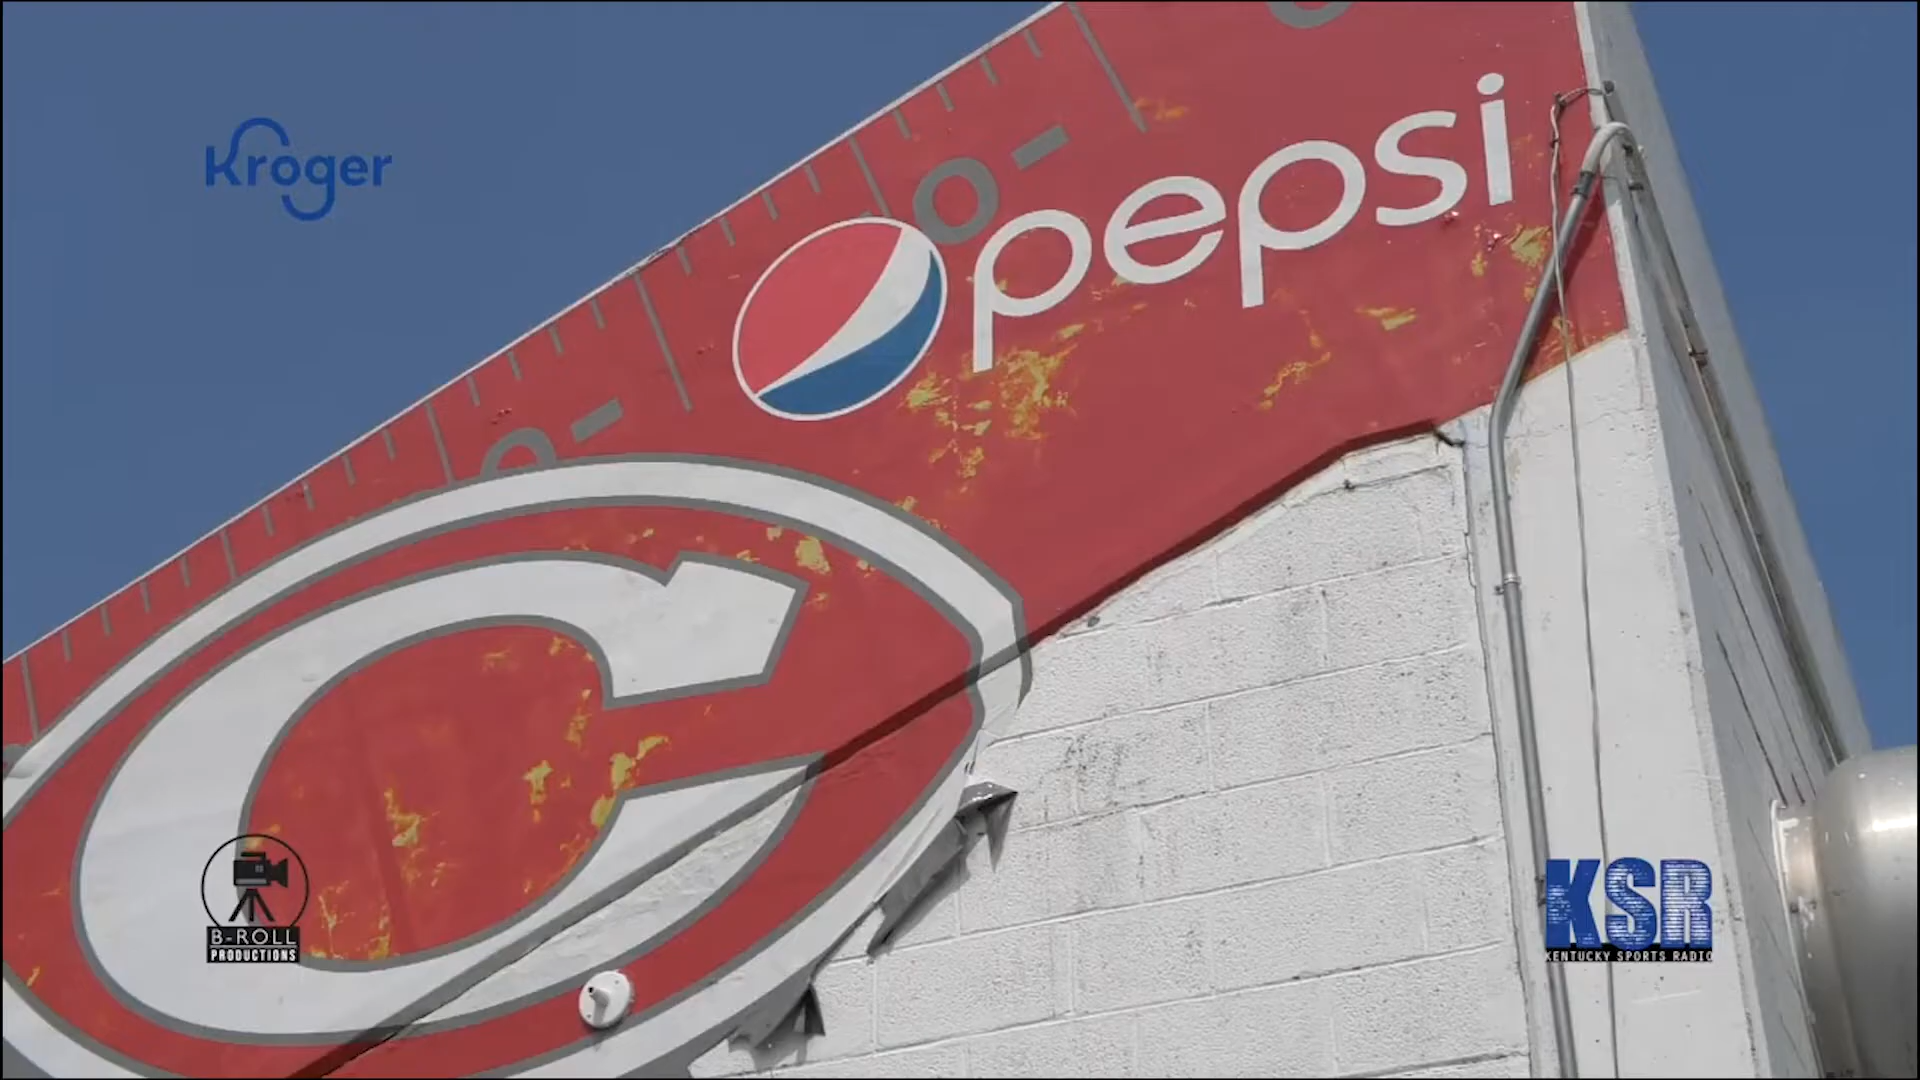 Kroger
pepsi
C
B-ROLL
PRODUCTIONS
KSR
KENTUCKY SPORTS RADIO